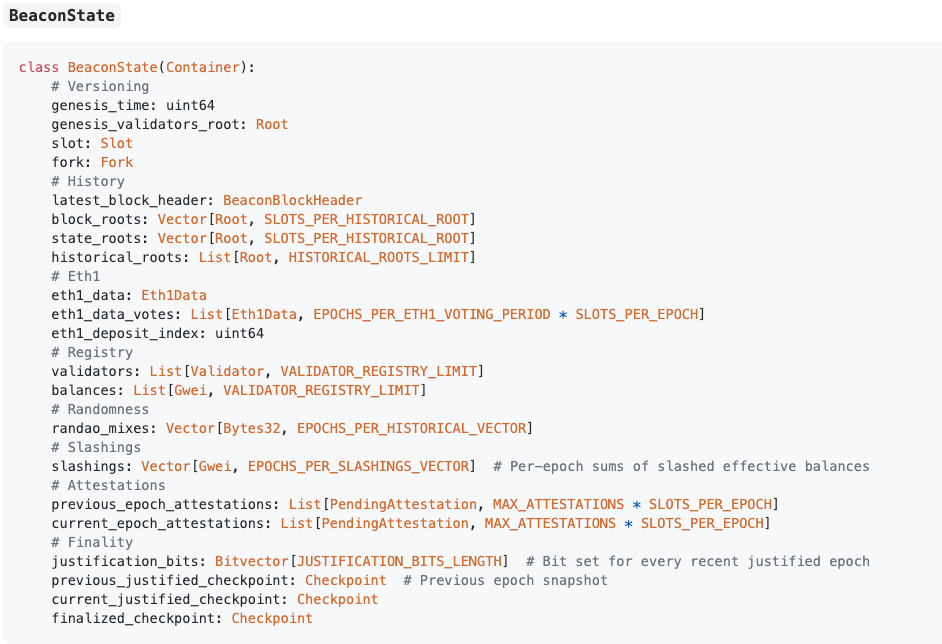 BeaconState
class BeaconState(Container):
    # Versioning
    genesis_time: uint64
    genesis_validators_root: Root
    slot: Slot
    fork: Fork
    # History
    latest_block_header: BeaconBlockHeader
    block_roots: Vector[Root, SLOTS_PER_HISTORICAL_ROOT]
    state_roots: Vector[Root, SLOTS_PER_HISTORICAL_ROOT]
    historical_roots: List[Root, HISTORICAL_ROOTS_LIMIT]
    # Eth1
    eth1_data: Eth1Data
    eth1_data_votes: List[Eth1Data, EPOCHS_PER_ETH1_VOTING_PERIOD * SLOTS_PER_EPOCH]
    eth1_deposit_index: uint64
    # Registry
    validators: List[Validator, VALIDATOR_REGISTRY_LIMIT]
    balances: List[Gwei, VALIDATOR_REGISTRY_LIMIT]
    # Randomness
    randao_mixes: Vector[Bytes32, EPOCHS_PER_HISTORICAL_VECTOR]
    # Slashings
    slashings: Vector[Gwei, EPOCHS_PER_SLASHINGS_VECTOR]  # Per-epoch sums of slashed effective balances
    # Attestations
    previous_epoch_attestations: List[PendingAttestation, MAX_ATTESTATIONS * SLOTS_PER_EPOCH]
    current_epoch_attestations: List[PendingAttestation, MAX_ATTESTATIONS * SLOTS_PER_EPOCH]
    # Finality
    justification_bits: Bitvector[JUSTIFICATION_BITS_LENGTH]  # Bit set for every recent justified epoch
    previous_justified_checkpoint: Checkpoint  # Previous epoch snapshot
    current_justified_checkpoint: Checkpoint
    finalized_checkpoint: Checkpoint